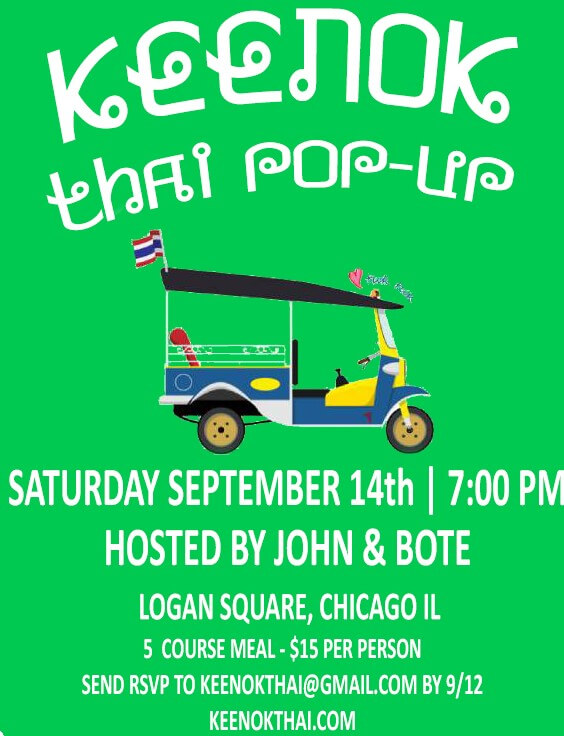 KEENOK
thai POP-UP
SATURDAY SEPTEMBER 14th | 7:00 PM
HOSTED BY JOHN & BOTE
LOGAN SQUARE, CHICAGO IL
5 COURSE MEAL - $15 PER PERSON
SEND RSVP TO KEENOKTHAI@GMAIL.COM BY 9/12
KEENOKTHAI.COM